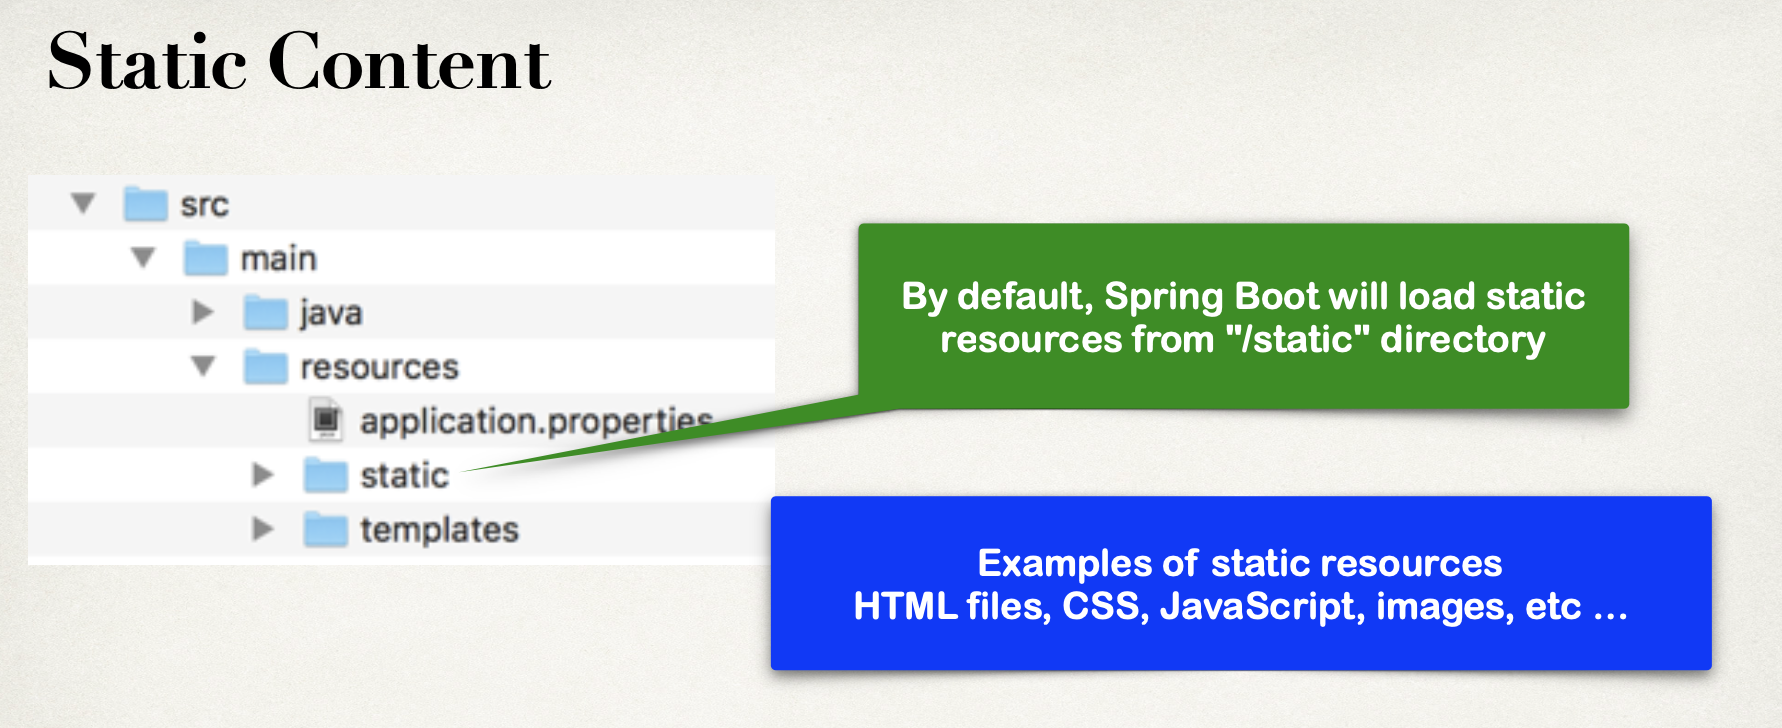 Static Content
src
main
java
resources
application.properties
static
templates
By default, Spring Boot will load static
resources from "/static" directory
Examples of static resources
HTML files, CSS, JavaScript, images, etc ...